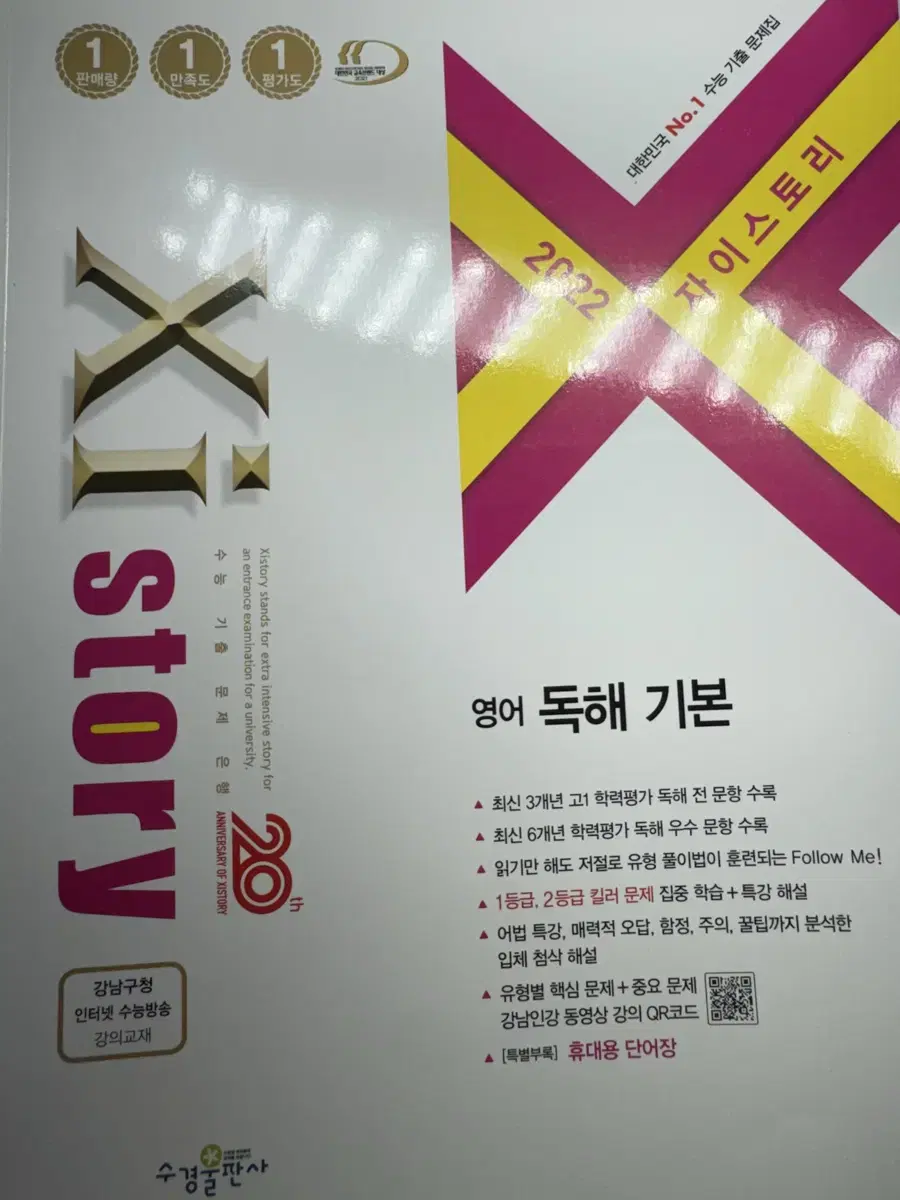 1
판매량
1
만족도
1
평가도
대한민국 교육브랜드 대상
대한민국 No.1 수능 기출 문제집
2022
자이스토리
Xi story
Xistory stands for extra intensive story for
an entrance examination for a university.
수능 기출 문제 은행
20th
ANNIVERSARY OF XISTORY
영어 독해 기본
▲ 최신 3개년 고1 학력평가 독해 전 문항 수록
▲ 최신 6개년 학력평가 독해 우수 문항 수록
▲ 읽기만 해도 저절로 유형 풀이법이 훈련되는 Follow Me!
▲ 1등급, 2등급 킬러 문제 집중 학습+특강 해설
▲ 어법 특강, 매력적 오답, 함정, 주의, 꿀팁까지 분석한
입체 첨삭 해설
▲ 유형별 핵심 문제+중요 문제
강남인강 동영상 강의 QR코드
▲ [특별부록] 휴대용 단어장
강남구청
인터넷 수능방송
강의교재
수경출판사